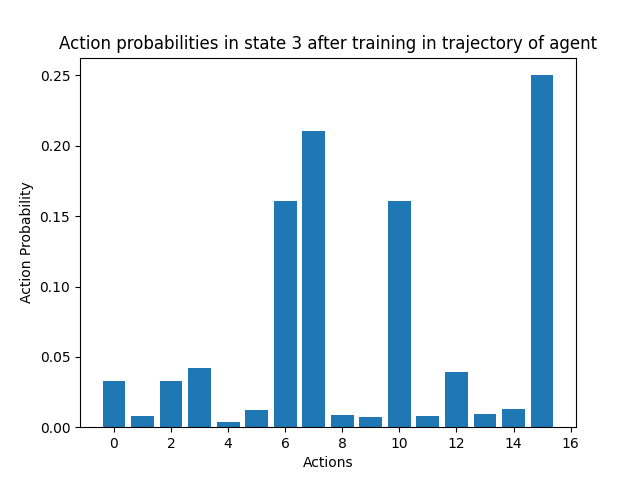 Action probabilities in state 3 after training in trajectory of agent
0.25
0.20
0.15
0.10
0.05
0.00
Action Probability
0 2 4 6 8 10 12 14 16
Actions